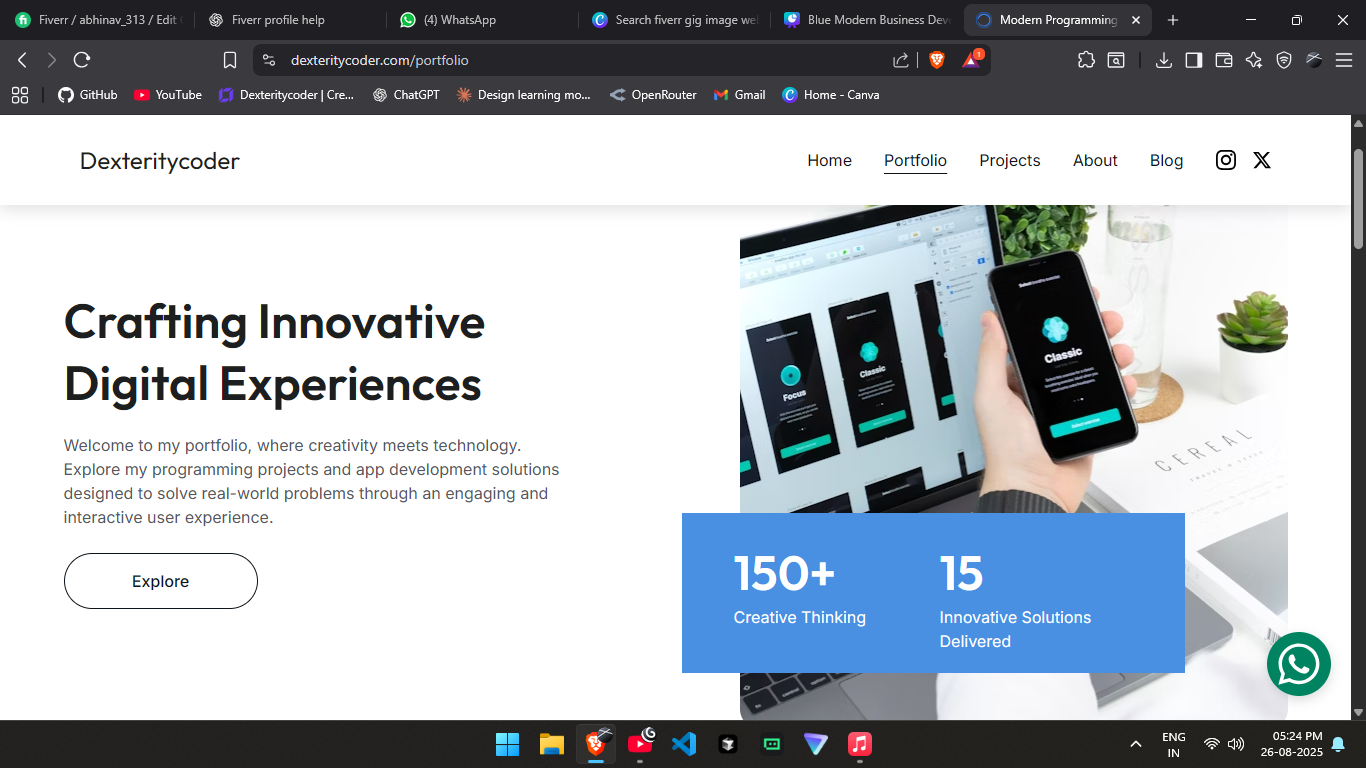 Fiverr / abhinav_313 / Edit
Fiverr profile help
(4) WhatsApp
Search fiverr gig image we
Blue Modern Business Deve
Modern Programming
dexteritycoder.com/portfolio
1
GitHub
YouTube
Dexteritycoder | Cre...
ChatGPT
Design learning mo...
OpenRouter
Gmail
Home - Canva
Dexteritycoder
Home
Portfolio
Projects
About
Blog
Crafting Innovative
Digital Experiences
Welcome to my portfolio, where creativity meets technology.
Explore my programming projects and app development solutions
designed to solve real-world problems through an engaging and
interactive user experience.
Explore
Focus
Classic
Classic
CEREAL
150+
Creative Thinking
15
Innovative Solutions
Delivered
ENG
IN
05:24 PM
26-08-2025